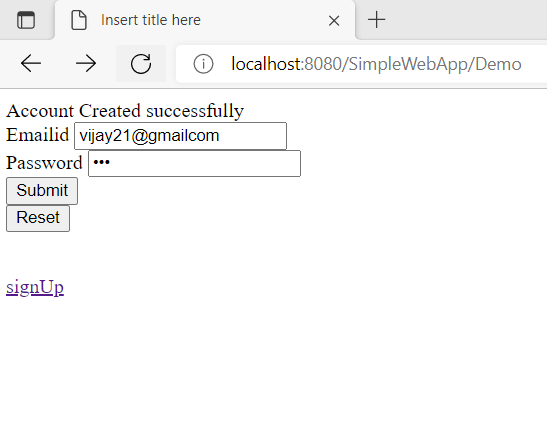 Insert title here
localhost:8080/SimpleWebApp/Demo
Account Created successfully
Emailid vijay21@gmailcom
Password •••
Submit
Reset
signUp